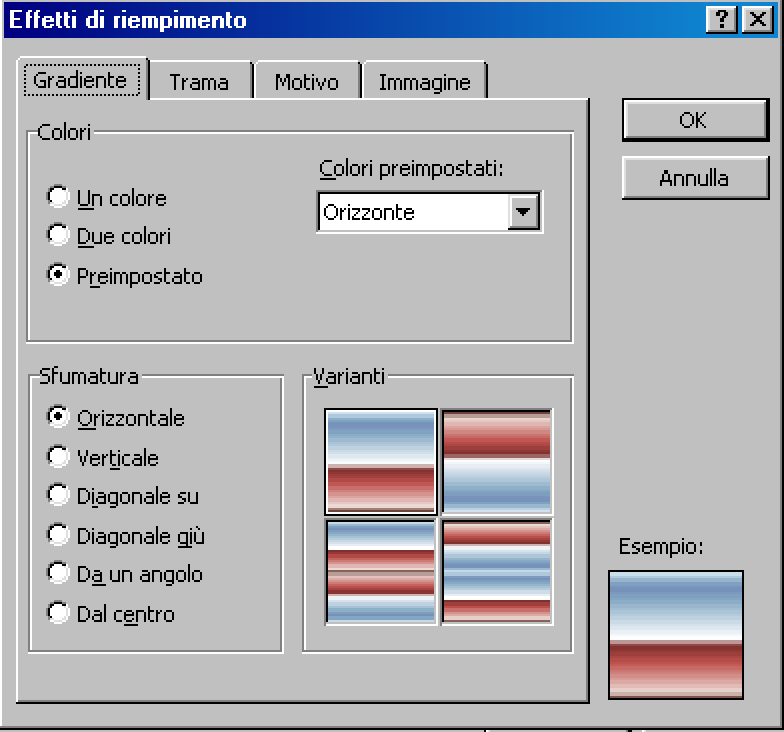 Effetti di riempimento
Gradiente
Trama
Motivo
Immagine
OK
Annulla
Colori
Colori preimpostati:
Orizzonte
Un colore
Due colori
Preimpostato
Sfumatura
Orizzontale
Verticale
Diagonale su
Diagonale giù
Da un angolo
Dal centro
Varianti
Esempio: